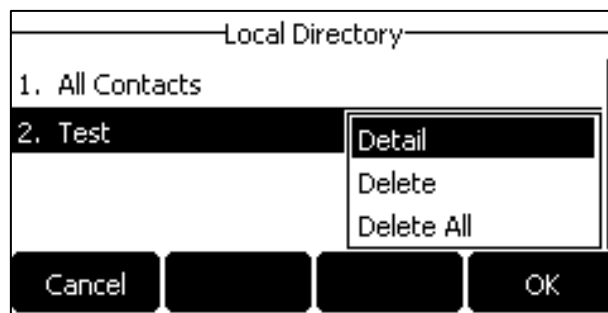 Local Directory
1. All Contacts
2. Test
Detail
Delete
Delete All
Cancel OK